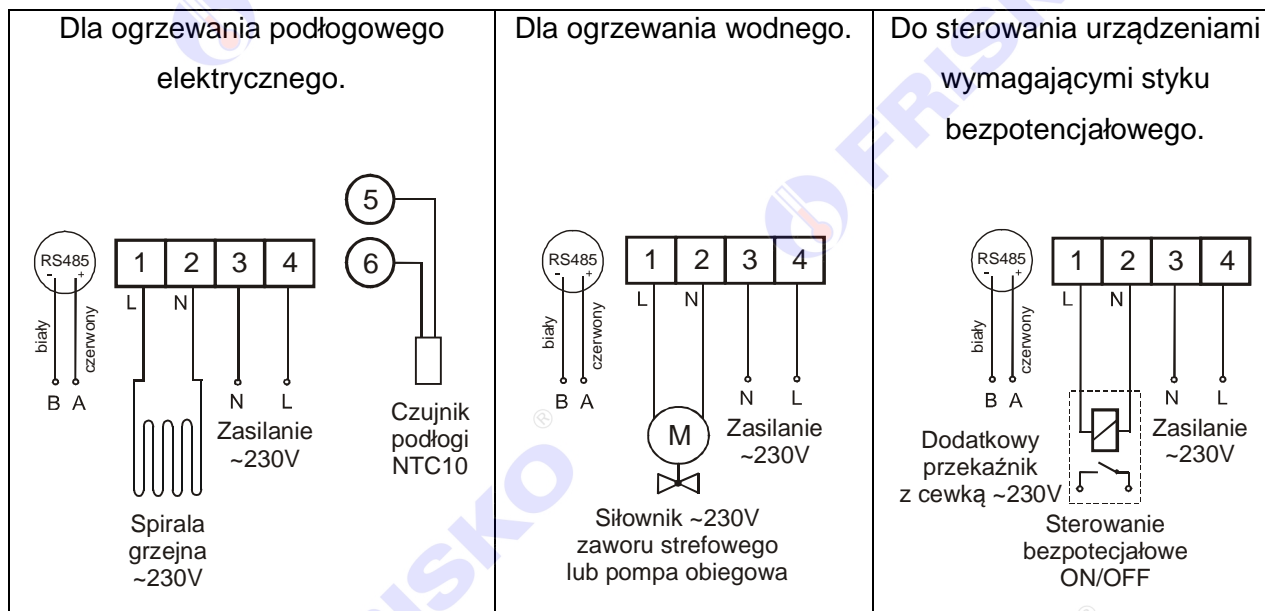 Dla ogrzewania podłogowego
elektrycznego.
5
6
RS485
- +
1 2 3 4
L N
biały
czerwony
B A
N L
Zasilanie
~230V
Czujnik
podłogi
NTC10
Spirala
grzejna
~230V
Dla ogrzewania wodnego.
RS485
- +
1 2 3 4
L N
biały
czerwony
B A
N L
M
Zasilanie
~230V
Siłownik ~230V
zaworu strefowego
lub pompa obiegowa
Do sterowania urządzeniami
wymagającymi styku
bezpotencjałowego.
RS485
- +
1 2 3 4
L N
biały
czerwony
B A
N L
Zasilanie
~230V
Dodatkowy
przekaźnik
z cewką ~230V
Sterowanie
bezpotecjałowe
ON/OFF
FRISKO
FRISKO ®